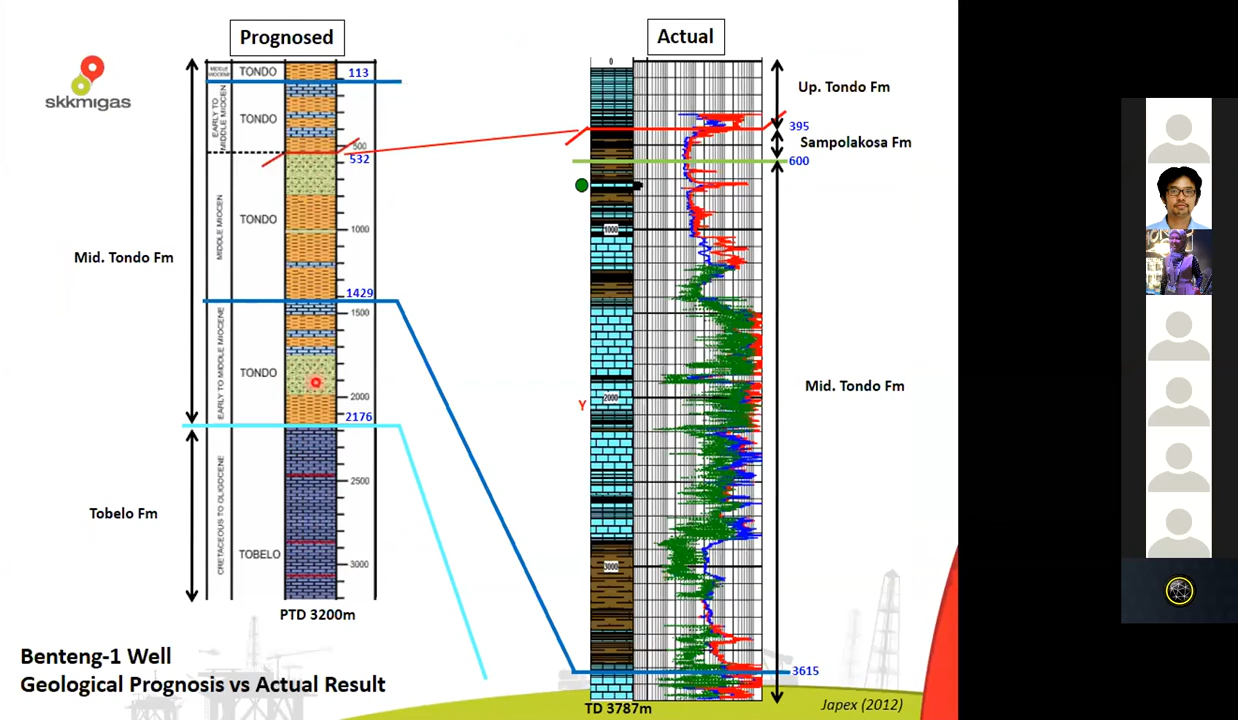 Prognosed
Actual
skkmigas
MIDDLE
MIOCENE
TONDO
113
EARLY TO
MIDDLE MIOCEN
TONDO
500
532
MIDDLE MIOCEN
TONDO
1000
Mid. Tondo Fm
1429
1500
EARLY TO MIDDLE MIOCENE
TONDO
2000
2176
2500
CRETACEOUS TO OLIGOCENE
Tobelo Fm
TOBELO
3000
PTD 3200m
0
Up. Tondo Fm
395
Sampolakosa Fm
600
1000
Mid. Tondo Fm
Y
2000
3000
3615
TD 3787m
Japex (2012)
Benteng-1 Well
Geological Prognosis vs Actual Result